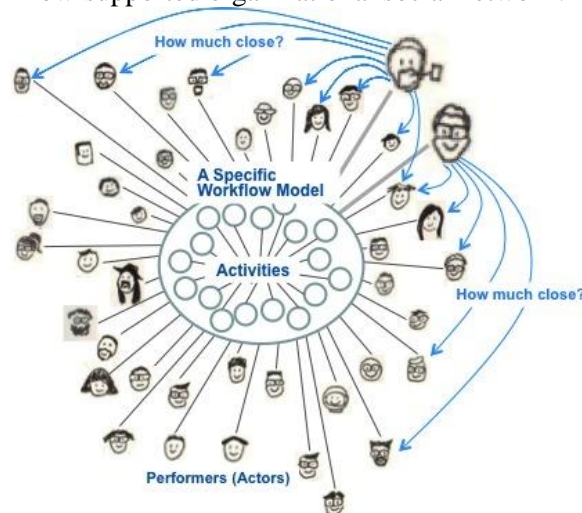 How much close?
A Specific
Workflow Model
Activities
How much close?
Performers (Actors)